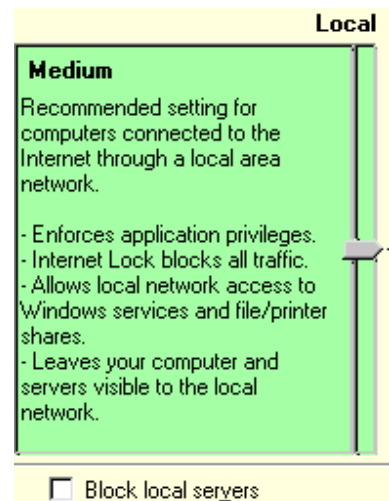 Local
Medium
Recommended setting for
computers connected to the
Internet through a local area
network.
- Enforces application privileges.
- Internet Lock blocks all traffic.
- Allows local network access to
Windows services and file/printer
shares.
- Leaves your computer and
servers visible to the local
network.
Block local servers